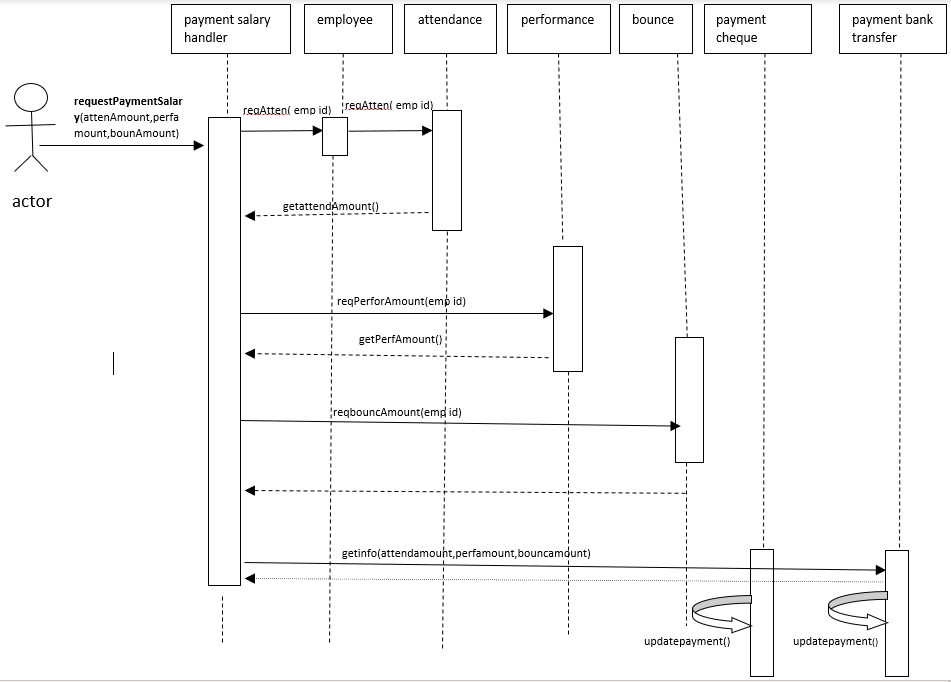 payment salary
handler
employee
attendance
performance
bounce
payment
cheque
payment bank
transfer
requestPaymentSalar
y(attenAmount,perfa
mount,bounAmount)
actor
reqAtten( emp id)
reqAtten( emp id)
getattendAmount()
reqPerforAmount(emp id)
getPerfAmount()
reqbouncAmount(emp id)
getinfo(attendamount,perfamount,bouncamount)
updatepayment()
updatepayment()